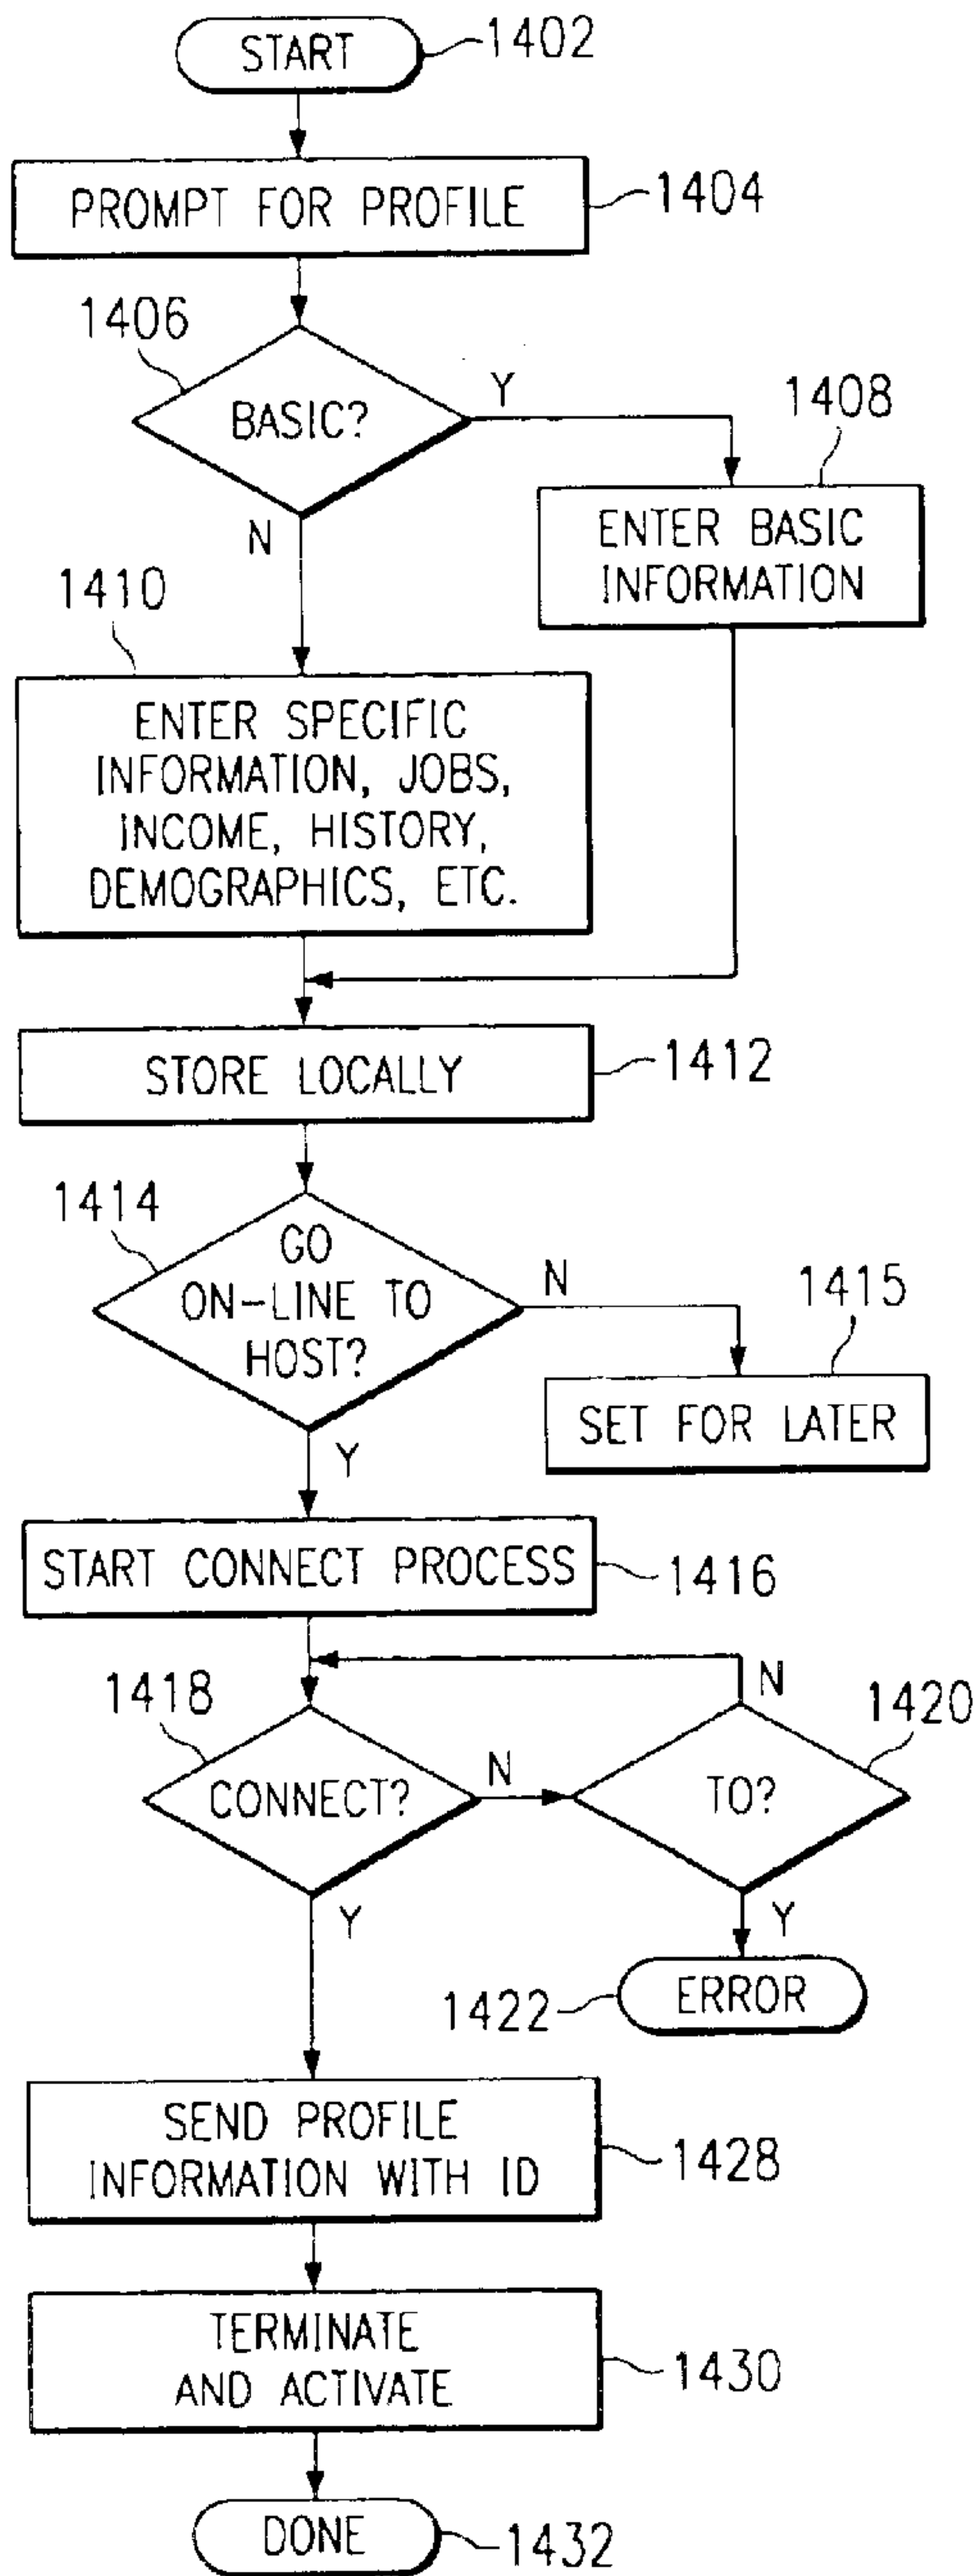 START
1402
PROMPT FOR PROFILE
1404
1406
BASIC?
Y
N
1408
ENTER BASIC
INFORMATION
1410
ENTER SPECIFIC
INFORMATION, JOBS,
INCOME, HISTORY,
DEMOGRAPHICS, ETC.
STORE LOCALLY
1412
1414
GO
ON-LINE TO
HOST?
N
Y
1415
SET FOR LATER
START CONNECT PROCESS
1416
1418
CONNECT?
N
Y
1420
TO?
N
Y
1422
ERROR
SEND PROFILE
INFORMATION WITH ID
1428
TERMINATE
AND ACTIVATE
1430
DONE
1432